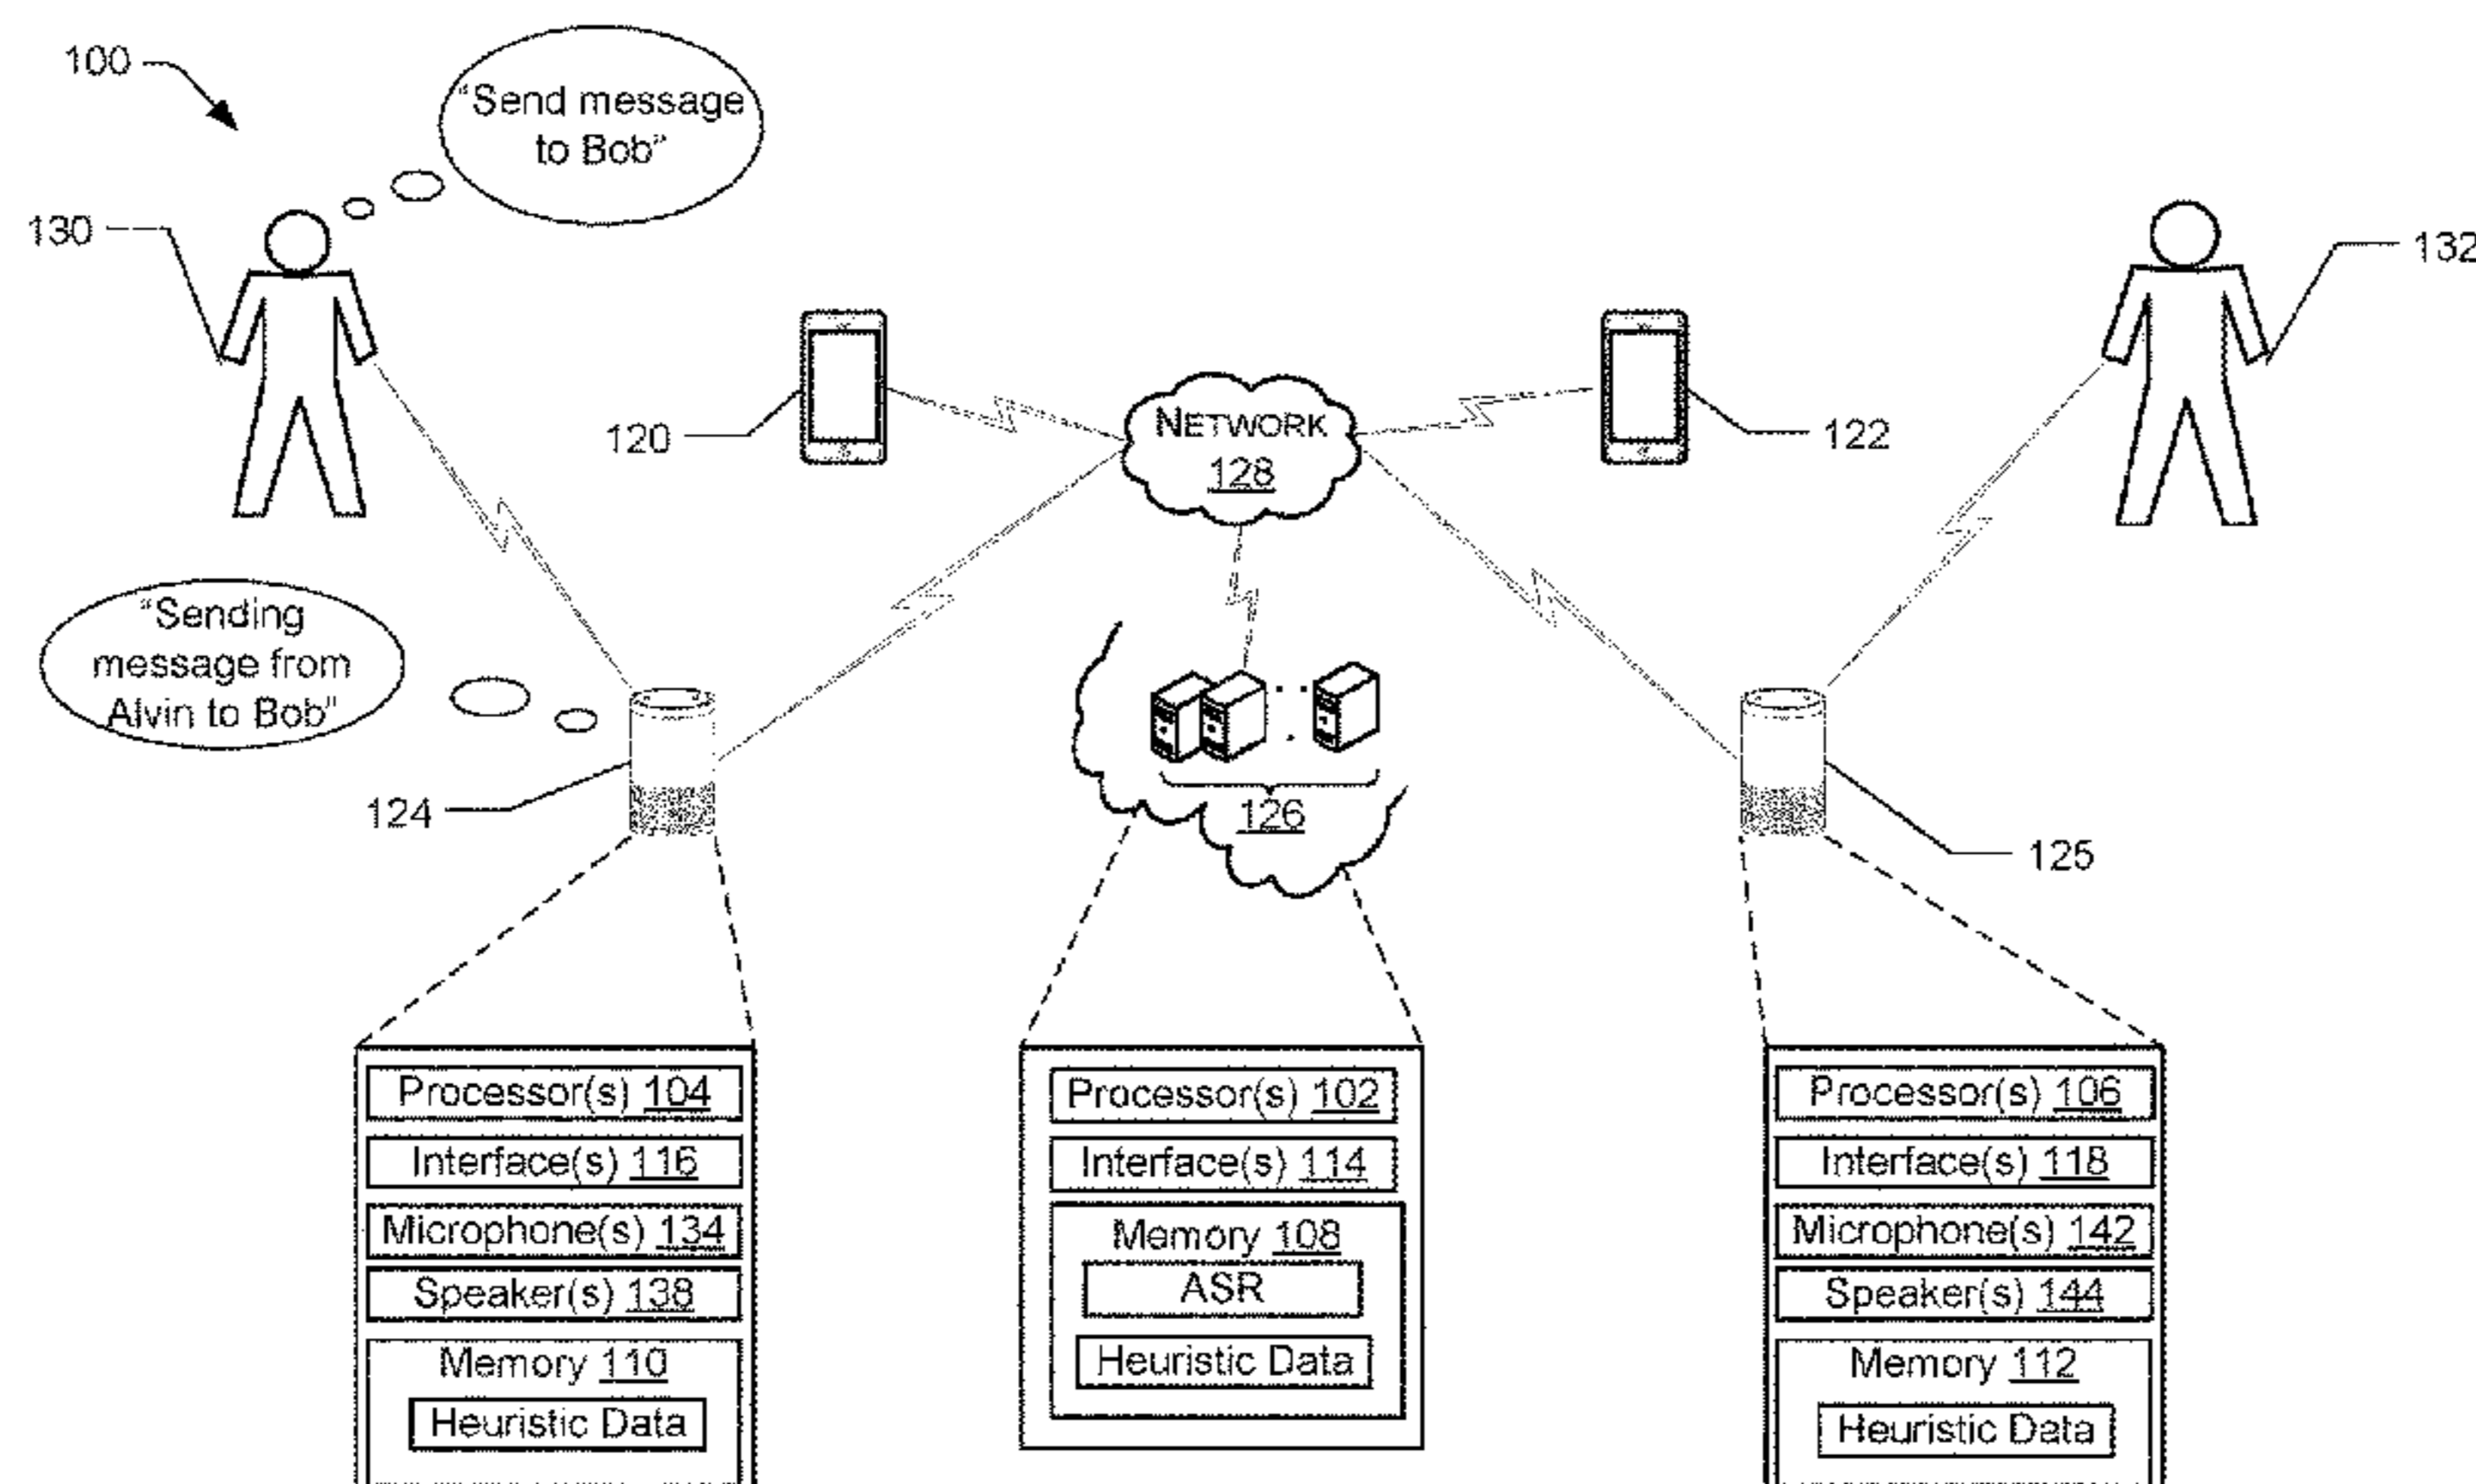 100
"Send message
to Bob"
130
132
120
NETWORK
128
122
"Sending
message from
Alvin to Bob"
124
126
125
Processor(s) 104
Interface(s) 116
Microphone(s) 134
Speaker(s) 138
Memory 110
Heuristic Data
Processor(s) 102
Interface(s) 114
Memory 108
ASR
Heuristic Data
Processor(s) 106
Interface(s) 118
Microphone(s) 142
Speaker(s) 144
Memory 112
Heuristic Data